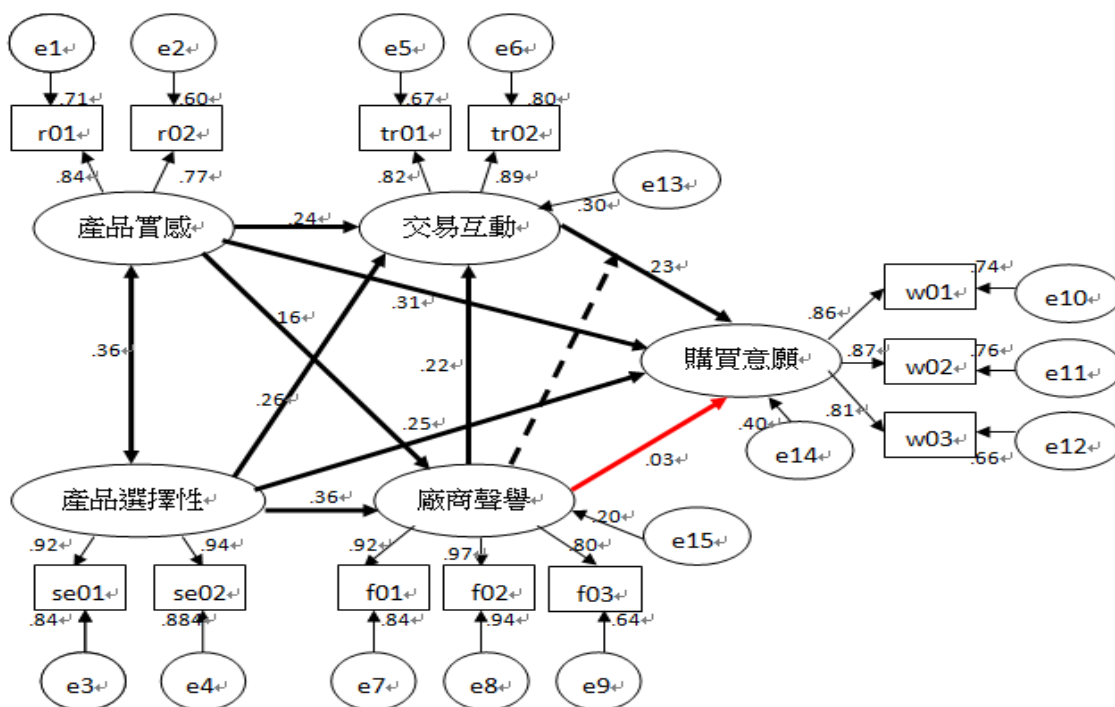 e1
e2
e5
e6
.71
.60
.67
.80
r01
r02
tr01
tr02
.84
.77
.82
.89
e13
.30
產品實感
.24
交易互動
.23
.74
w01
e10
.31
.86
.16
.36
購買意願
.87
w02
.76
e11
.22
.26
.25
.81
.40
e14
w03
.66
e12
.03
產品選擇性
.36
廠商聲譽
.20
e15
.92
.94
.92
.97
.80
se01
se02
f01
f02
f03
.84
.884
.84
.94
.64
e3
e4
e7
e8
e9